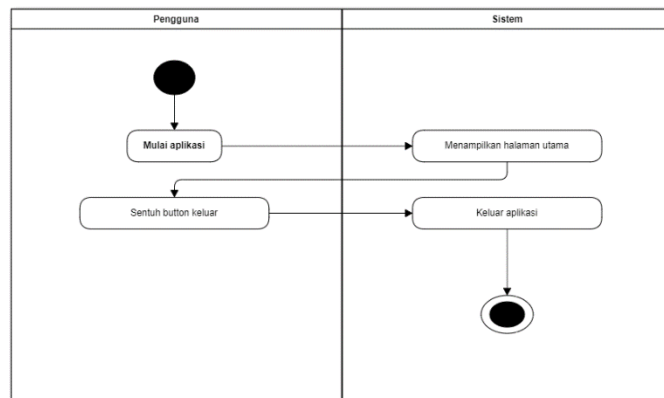 Pengguna
Sistem
Mulai aplikasi
Menampilkan halaman utama
Sentuh button keluar
Keluar aplikasi